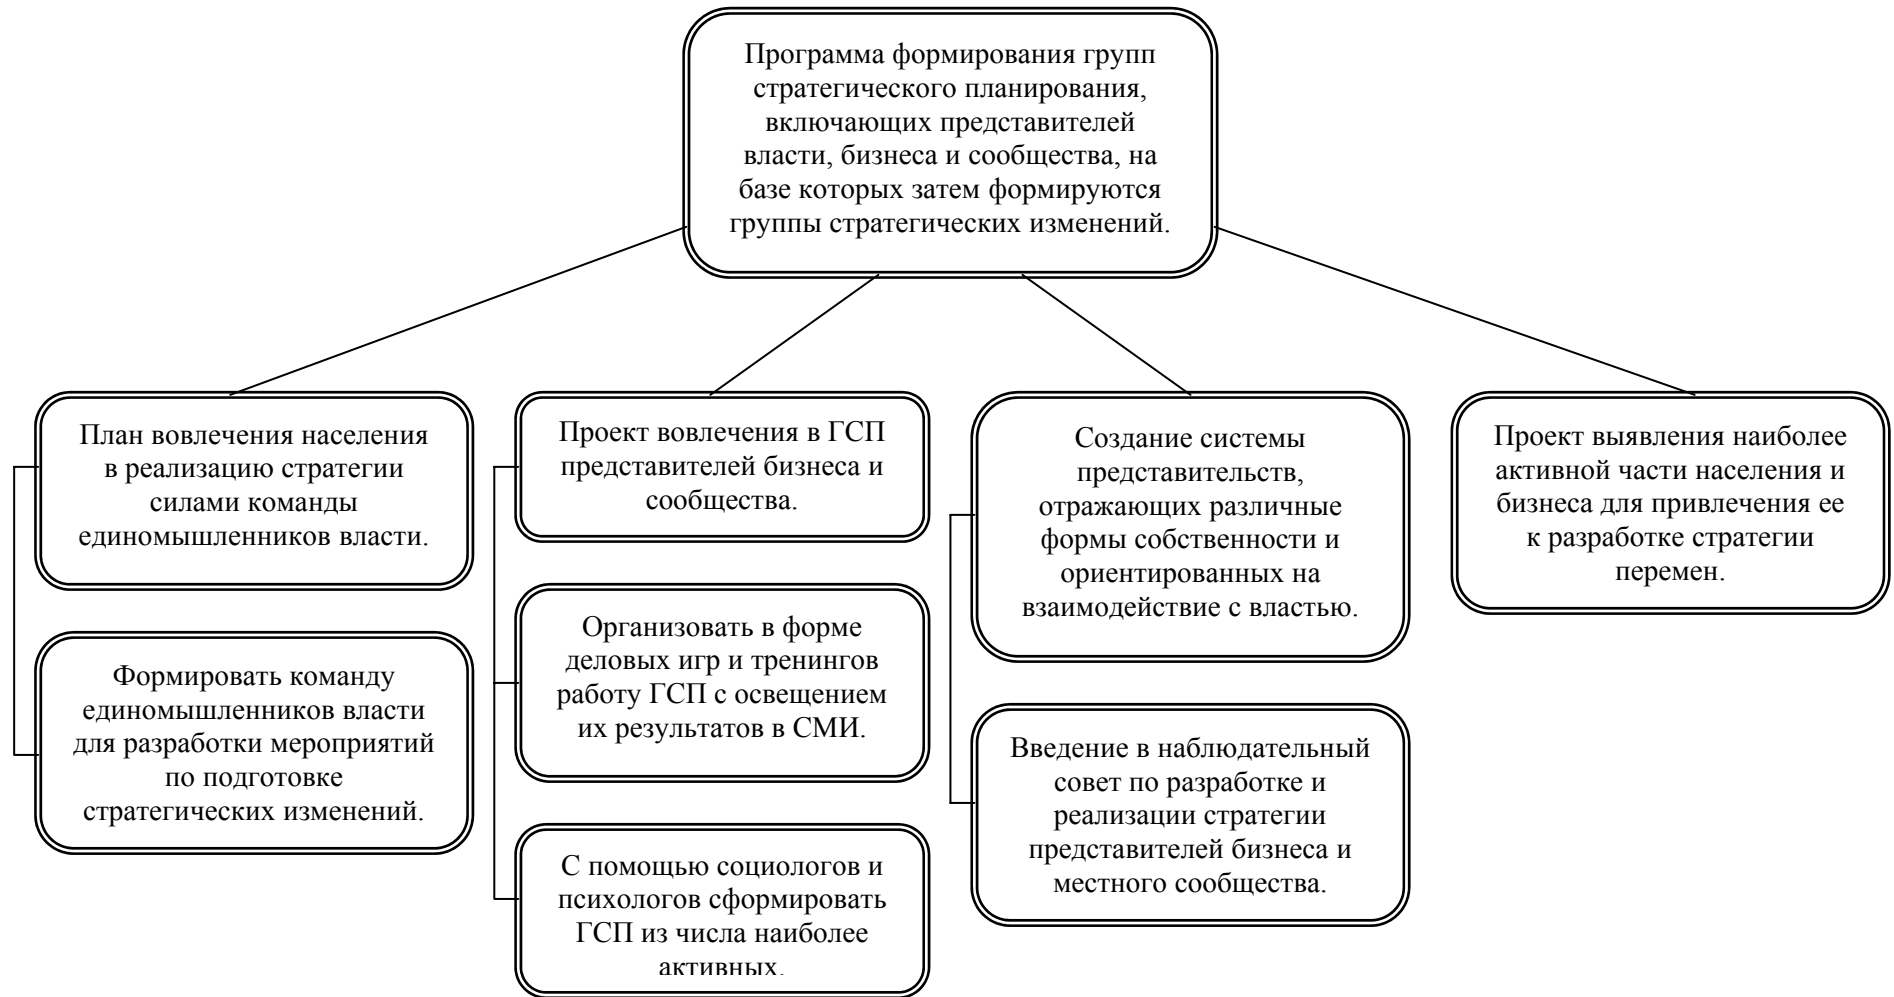 Программа формирования групп
стратегического планирования,
включающих представителей
власти, бизнеса и сообщества, на
базе которых затем формируются
группы стратегических изменений.
План вовлечения населения
в реализацию стратегии
силами команды
единомышленников власти.
Формировать команду
единомышленников власти
для разработки мероприятий
по подготовке
стратегических изменений.
Проект вовлечения в ГСП
представителей бизнеса и
сообщества.
Организовать в форме
деловых игр и тренингов
работу ГСП с освещением
их результатов в СМИ.
С помощью социологов и
психологов сформировать
ГСП из числа наиболее
активных.
Создание системы
представительств,
отражающих различные
формы собственности и
ориентированных на
взаимодействие с властью.
Введение в наблюдательный
совет по разработке и
реализации стратегии
представителей бизнеса и
местного сообщества.
Проект выявления наиболее
активной части населения и
бизнеса для привлечения ее
к разработке стратегии
перемен.